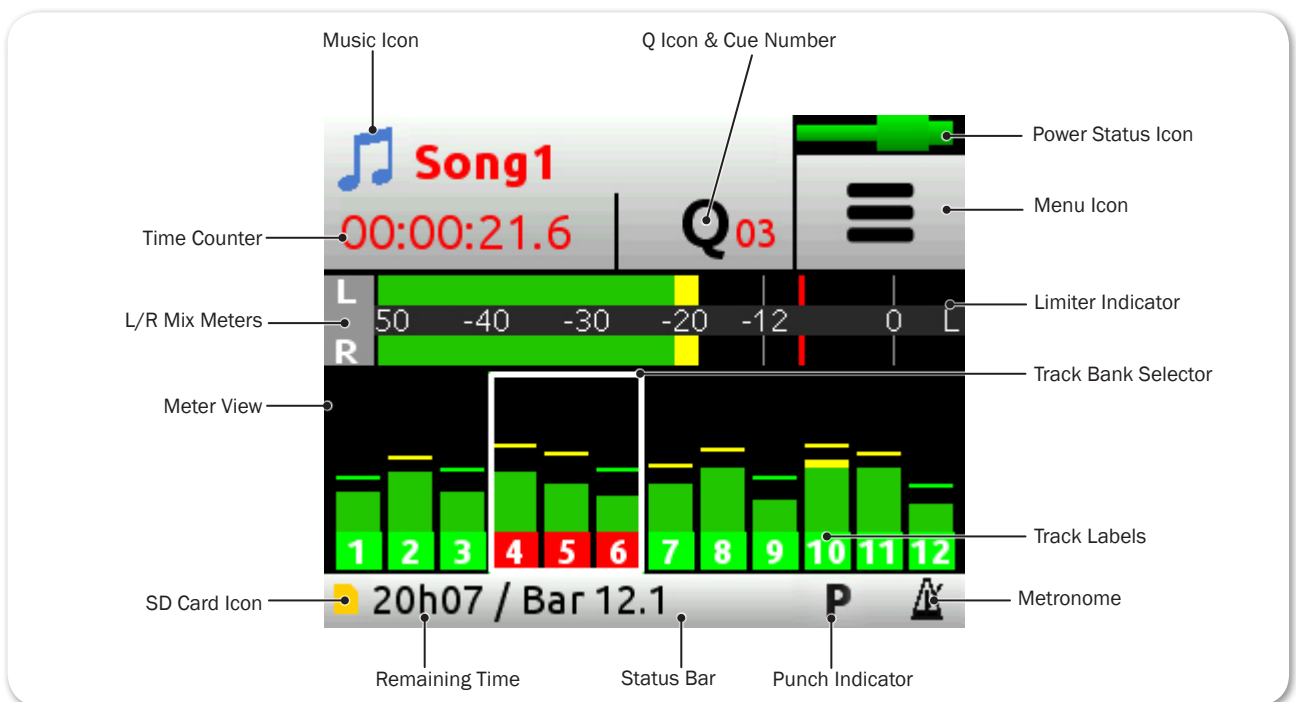 Music Icon
Q Icon & Cue Number
Power Status Icon
Song1
Menu Icon
Time Counter
00:00:21.6
Q 03
L
Limiter Indicator
L/R Mix Meters
50 -40 -30 -20 -12 0 L
R
Track Bank Selector
Meter View
Track Labels
1 2 3 4 5 6 7 8 9 10 11 12
SD Card Icon
20h07 / Bar 12.1 P
Metronome
Remaining Time
Status Bar
Punch Indicator